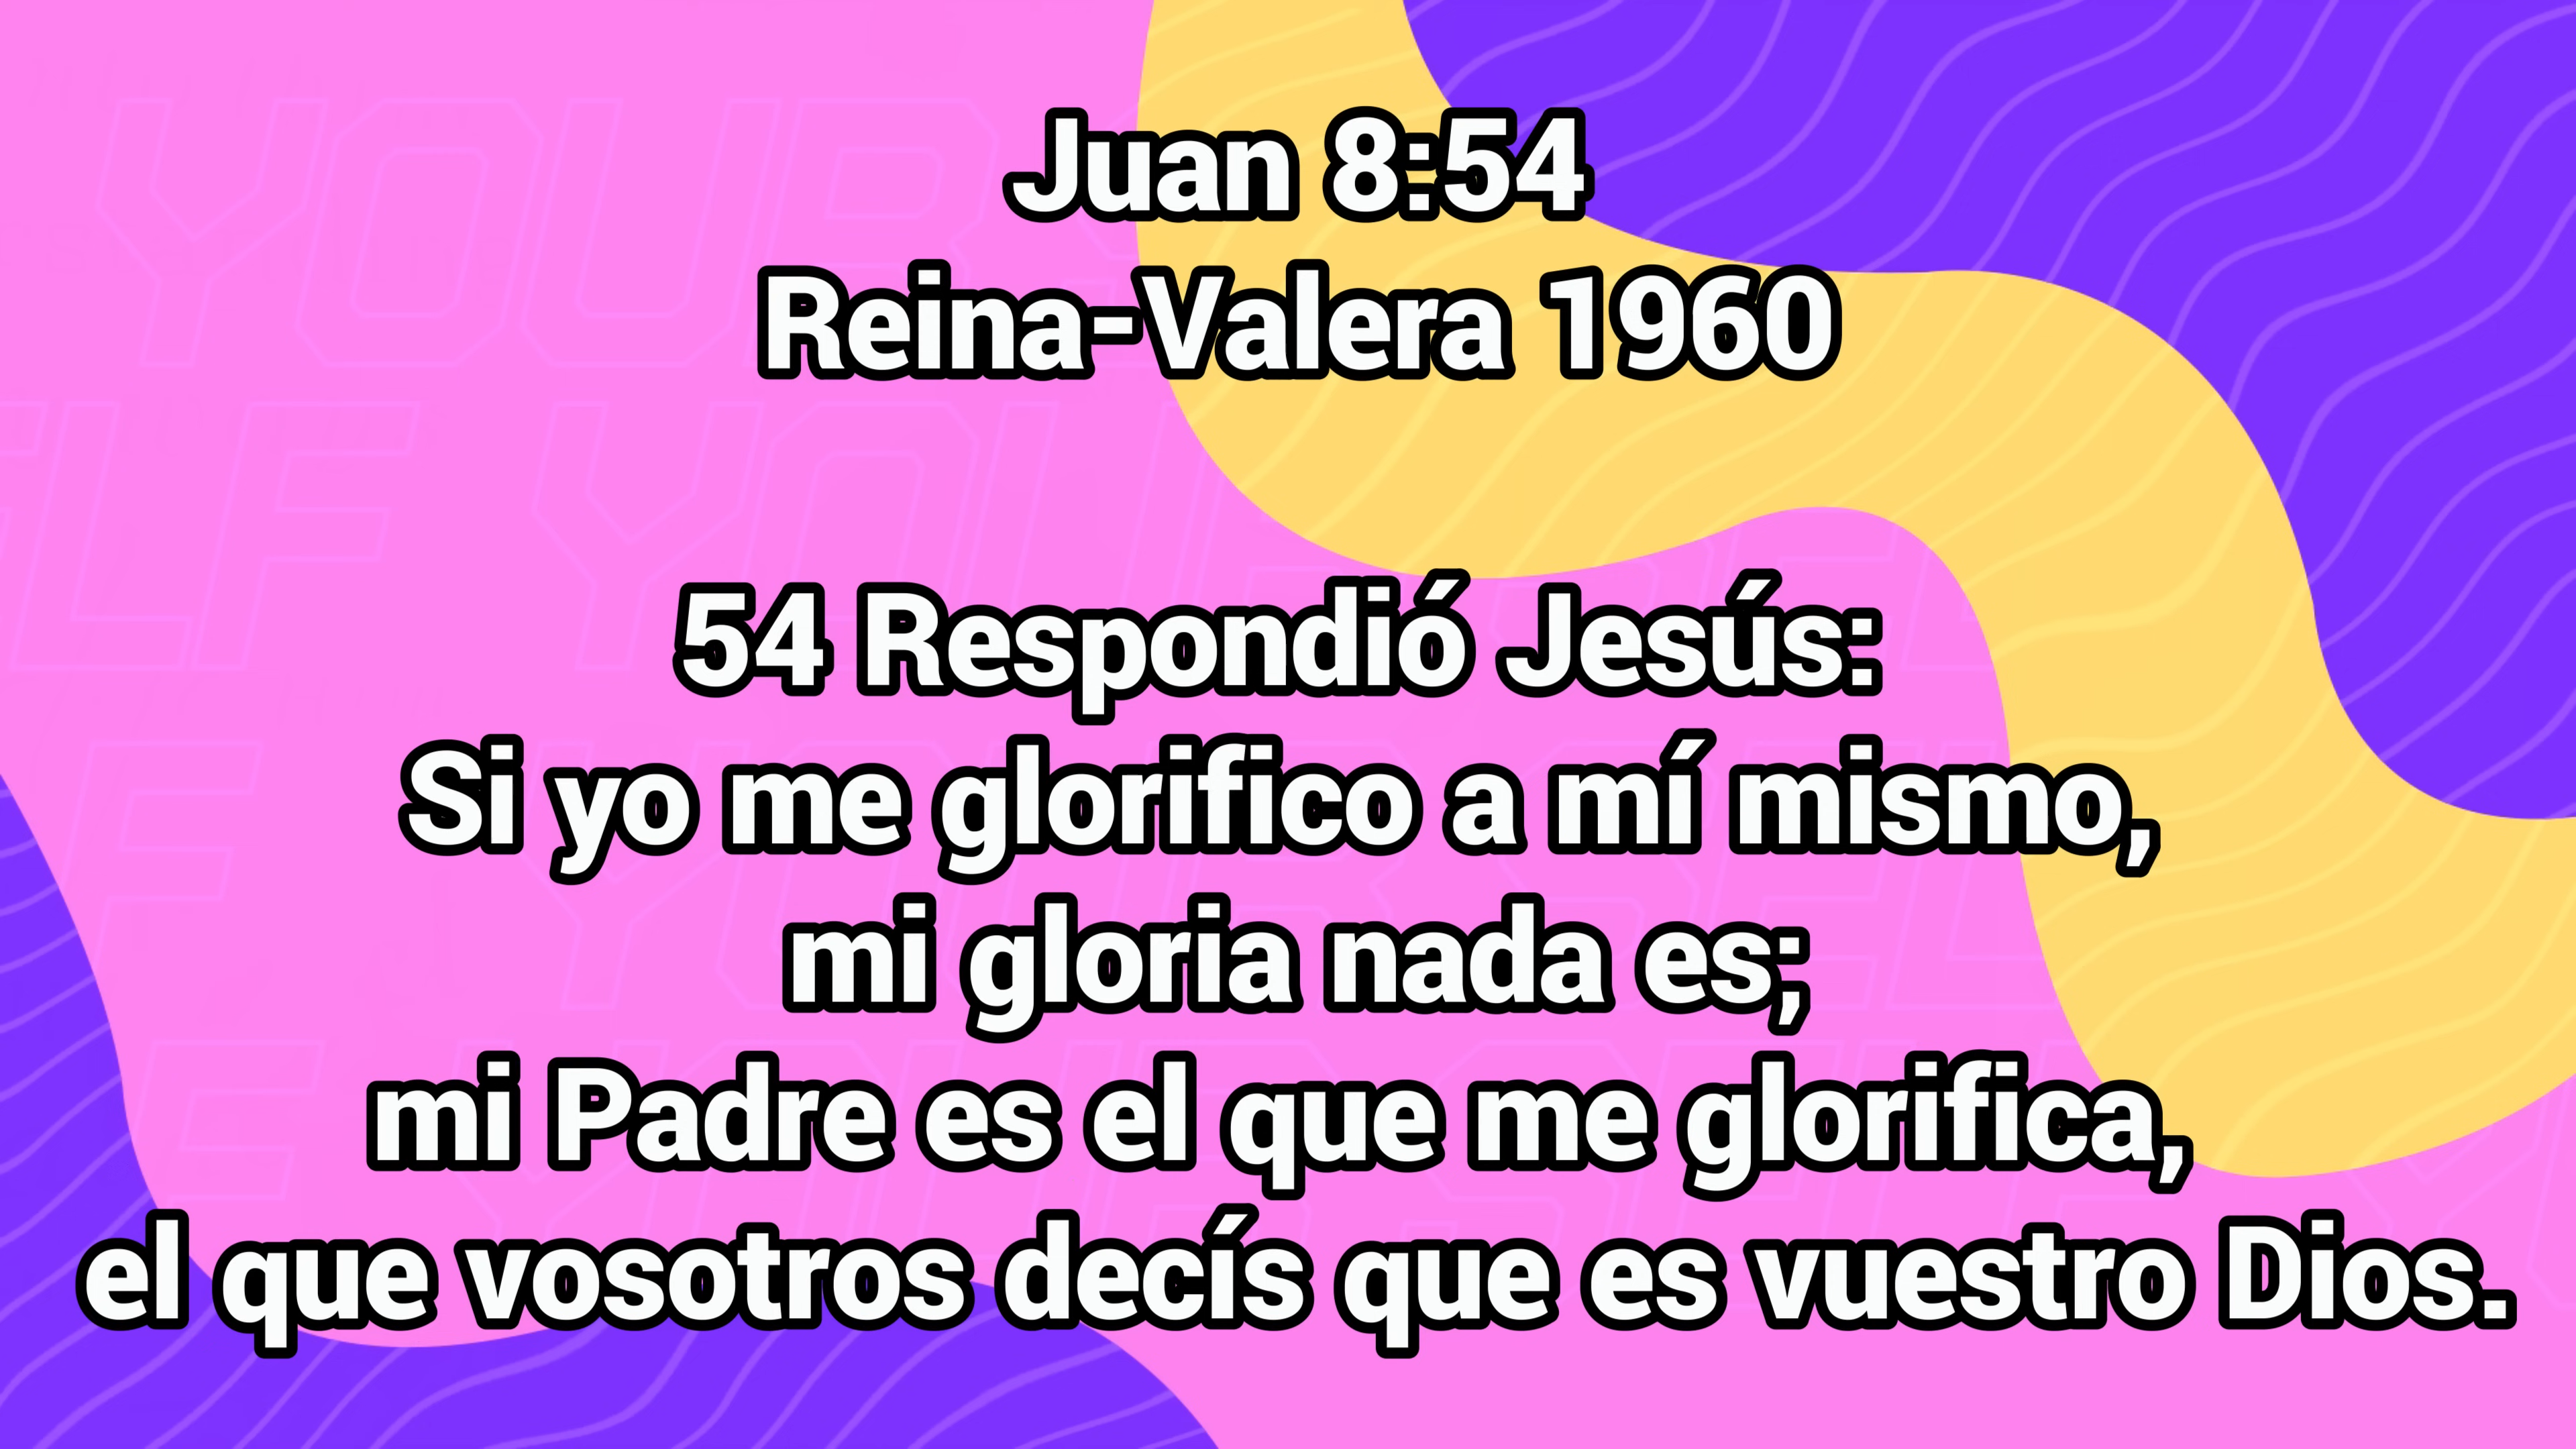 Juan 8:54
Reina-Valera 1960
54 Respondió Jesús:
Si yo me glorifico a mí mismo,
mi gloria nada es;
mi Padre es el que me glorifica,
el que vosotros decís que es vuestro Dios.